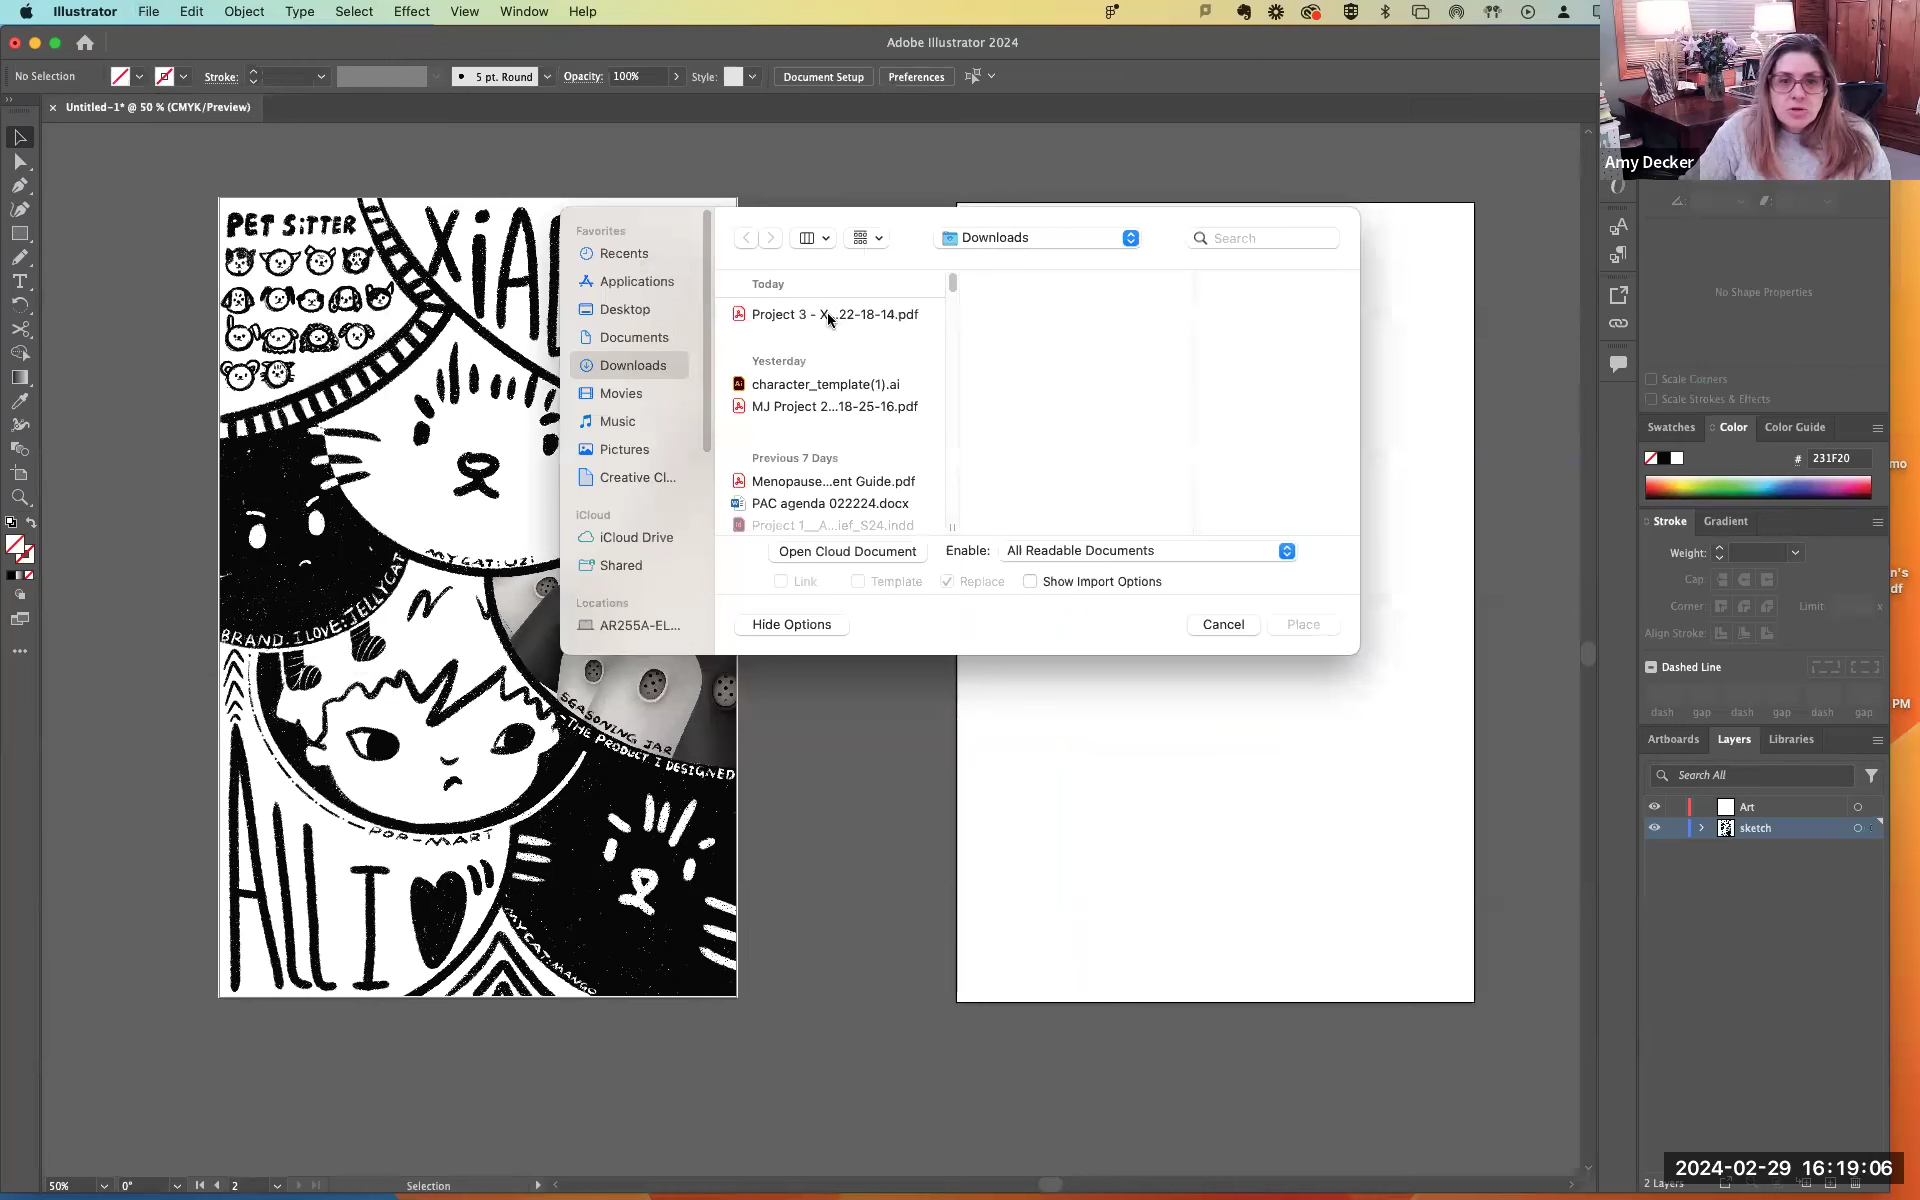 Illustrator File Edit Object Type Select Effect View Window Help
Adobe Illustrator 2024
No Selection Stroke: 5 pt. Round Opacity: 100% Style: Document Setup Preferences
Untitled-1* @ 50 % (CMYK/Preview)
Amy Decker
PET SiTTER
XiA
MY CAT: UZi
BRAND. I. LOVE: JELLYCAT
SEASONING JAR
THE PRODUCT. I DESIGNED
POP-MART
All I
MY CAT: MANGO
Favorites
Recents
Applications
Desktop
Documents
Downloads
Movies
Music
Pictures
Creative Cl...
iCloud
iCloud Drive
Shared
Locations
AR255A-EL...
Downloads
Search
Today
Project 3 - X...22-18-14.pdf
Yesterday
character_template(1).ai
MJ Project 2...18-25-16.pdf
Previous 7 Days
Menopause...ent Guide.pdf
PAC agenda 022224.docx
Project 1__A...ief_S24.indd
Open Cloud Document Enable: All Readable Documents
Link Template Replace Show Import Options
Hide Options Cancel Place
No Shape Properties
Scale Corners
Scale Strokes & Effects
Swatches Color Color Guide
# 231F20
Stroke Gradient
Weight:
Cap:
Corner: Limit: x
Align Stroke:
Dashed Line
dash gap dash gap dash gap
Artboards Layers Libraries
Search All
Art
sketch
2 Layers
mo
n's
df
PM
50% 0° 2 Selection
2024-02-29 16:19:06